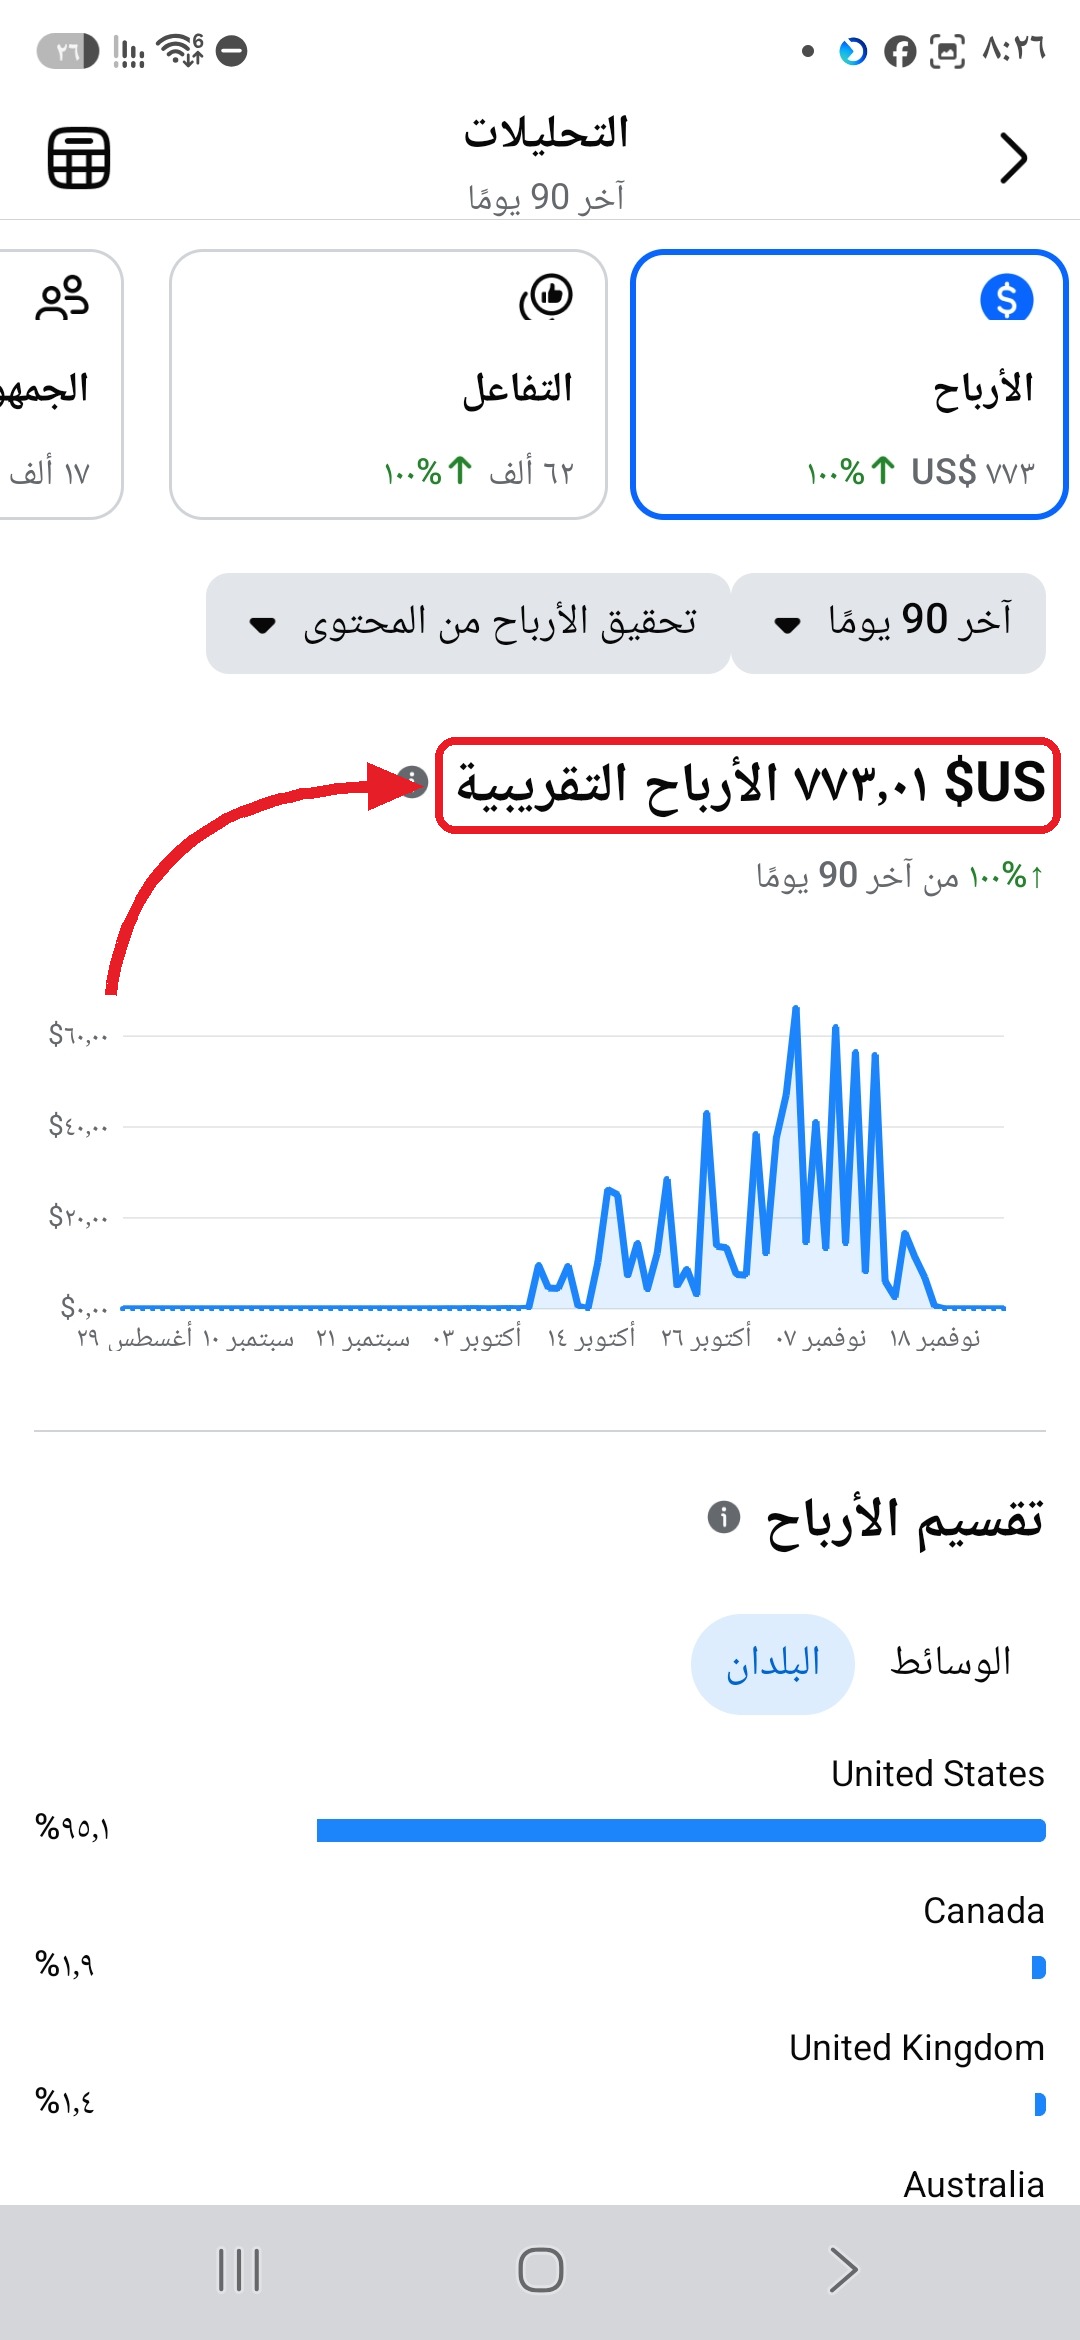 ٨:٢٦
٢٦
6
التحليلات
آخر 90 يومًا
الأرباح
٧٧٣ US$ ↑١٠٠%
التفاعل
٦٢ ألف ↑١٠٠%
١٧ ألف
آخر 90 يومًا
تحقيق الأرباح من المحتوى
US$ ٧٧٣,٠١ الأرباح التقريبية
↑١٠٠% من آخر 90 يومًا
$٦٠,٠٠
$٤٠,٠٠
$٢٠,٠٠
$٠,٠٠
٢٩ أغسطس
١٠ سبتمبر
٢١ سبتمبر
٠٣ أكتوبر
١٤ أكتوبر
٢٦ أكتوبر
٠٧ نوفمبر
١٨ نوفمبر
تقسيم الأرباح
الوسائط
البلدان
United States
%٩٥,١
Canada
%١,٩
United Kingdom
%١,٤
Australia